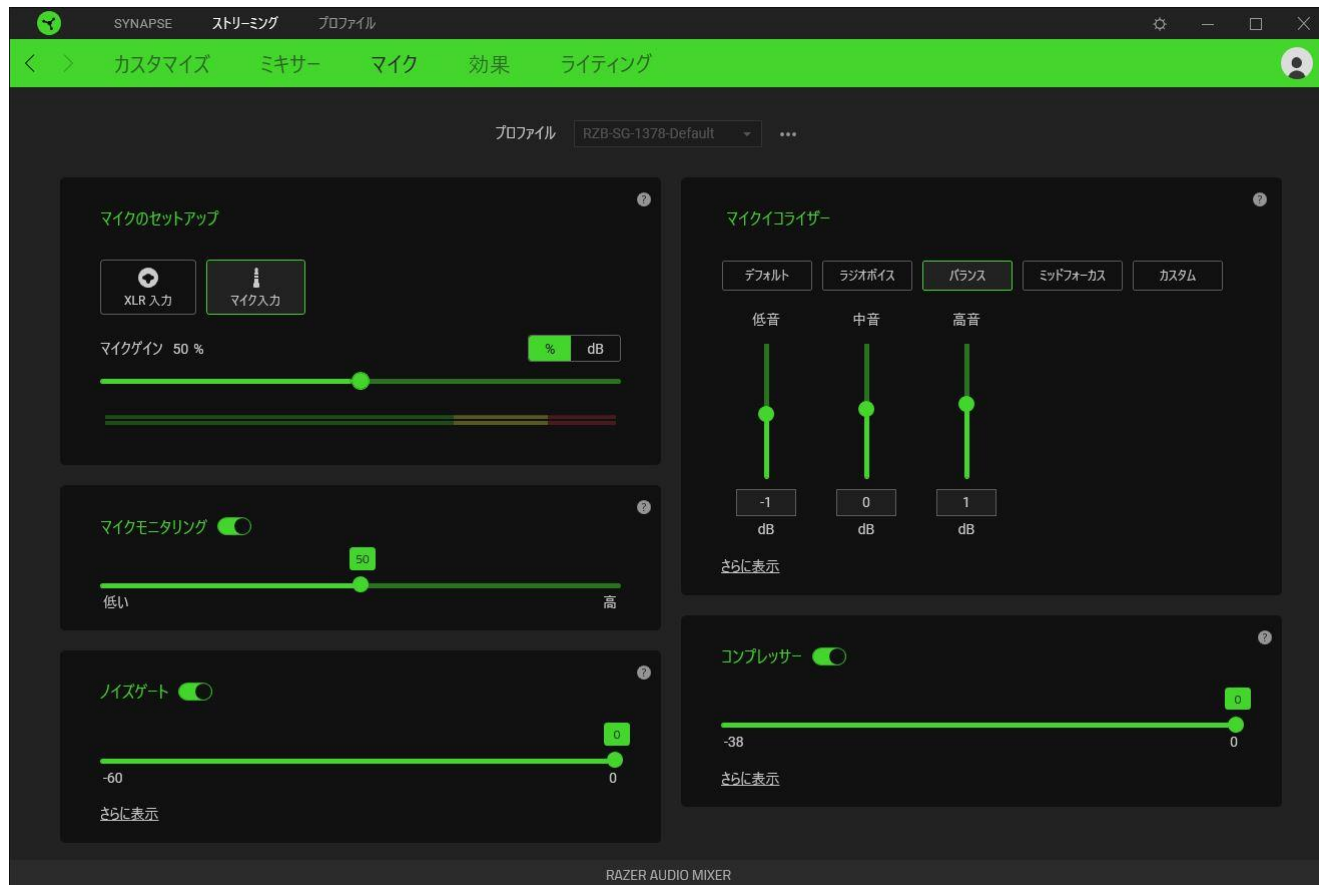 SYNAPSE ストリーミング プロファイル
カスタマイズ ミキサー マイク 効果 ライティング
プロファイル RZB-SG-1378-Default
マイクのセットアップ
XLR 入力 マイク入力
マイクゲイン 50 % % dB
マイクモニタリング
50
低い 高
ノイズゲート
0
-60 0
さらに表示
マイクイコライザー
デフォルト ラジオボイス バランス ミッドフォーカス カスタム
低音 中音 高音
-1 0 1
dB dB dB
さらに表示
コンプレッサー
0
-38 0
さらに表示
RAZER AUDIO MIXER